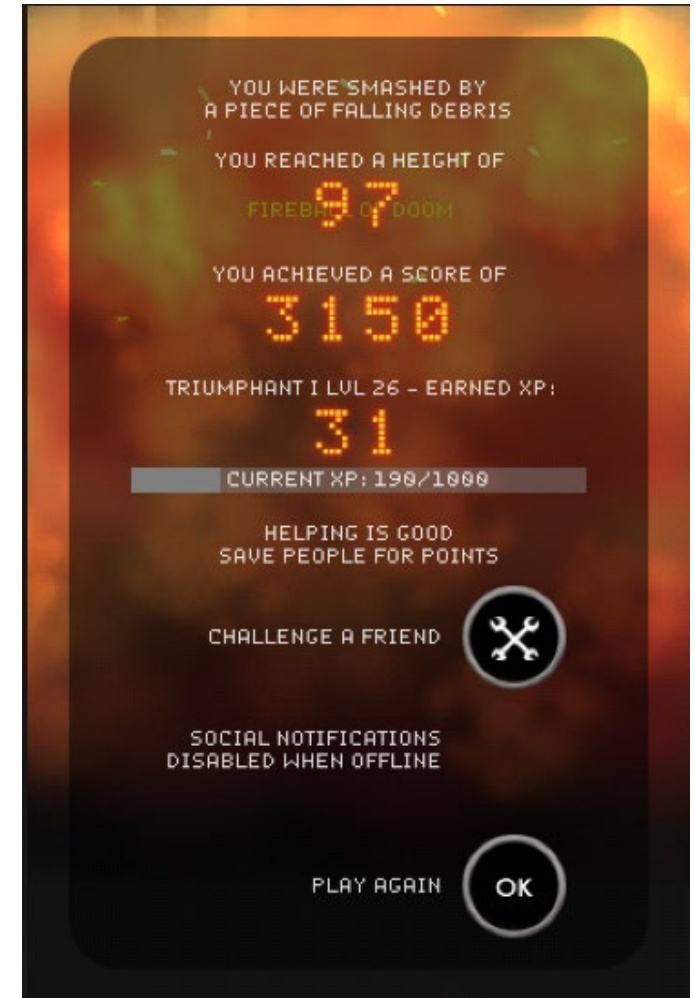 YOU WERE SMASHED BY
A PIECE OF FALLING DEBRIS
YOU REACHED A HEIGHT OF
97
FIREBALL OF DOOM
YOU ACHIEVED A SCORE OF
3150
TRIUMPHANT I LVL 26 - EARNED XP:
31
CURRENT XP: 190/1000
HELPING IS GOOD
SAVE PEOPLE FOR POINTS
CHALLENGE A FRIEND
SOCIAL NOTIFICATIONS
DISABLED WHEN OFFLINE
PLAY AGAIN
OK